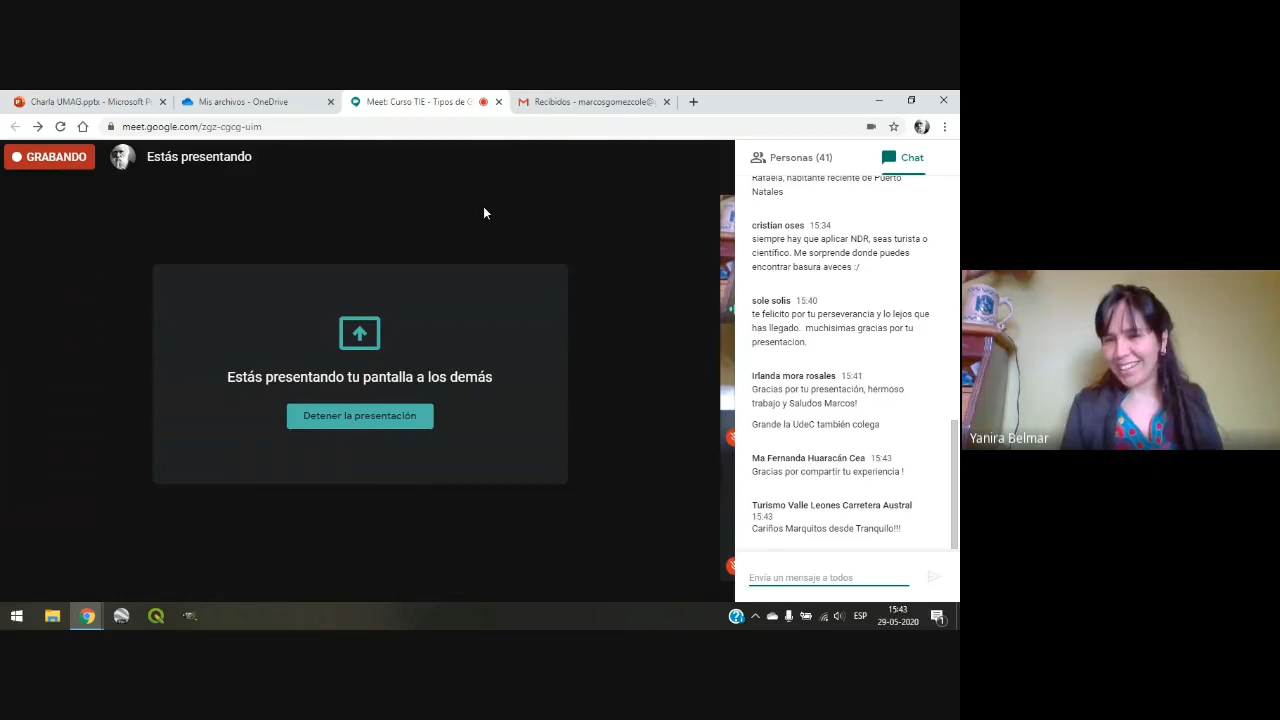 Charla UMAG.pptx - Microsoft P
Mis archivos - OneDrive
Meet: Curso TIE - Tipos de G
Recibidos - marcosgomezcole@
meet.google.com/zgz-cgcg-uim
GRABANDO
Estás presentando
Personas (41)
Chat
Rafaela, habitante reciente de Puerto
Natales
cristian oses 15:34
siempre hay que aplicar NDR, seas turista o
científico. Me sorprende donde puedes
encontrar basura aveces :/
sole solis 15:40
te felicito por tu perseverancia y lo lejos que
has llegado. muchisimas gracias por tu
presentacion.
Irlanda mora rosales 15:41
Gracias por tu presentación, hermoso
trabajo y Saludos Marcos!
Grande la UdeC también colega
Ma Fernanda Huaracán Cea 15:43
Gracias por compartir tu experiencia !
Turismo Valle Leones Carretera Austral
15:43
Cariños Marquitos desde Tranquilo!!!
Envía un mensaje a todos
Estás presentando tu pantalla a los demás
Detener la presentación
Yanira Belmar
ESP
15:43
29-05-2020
1